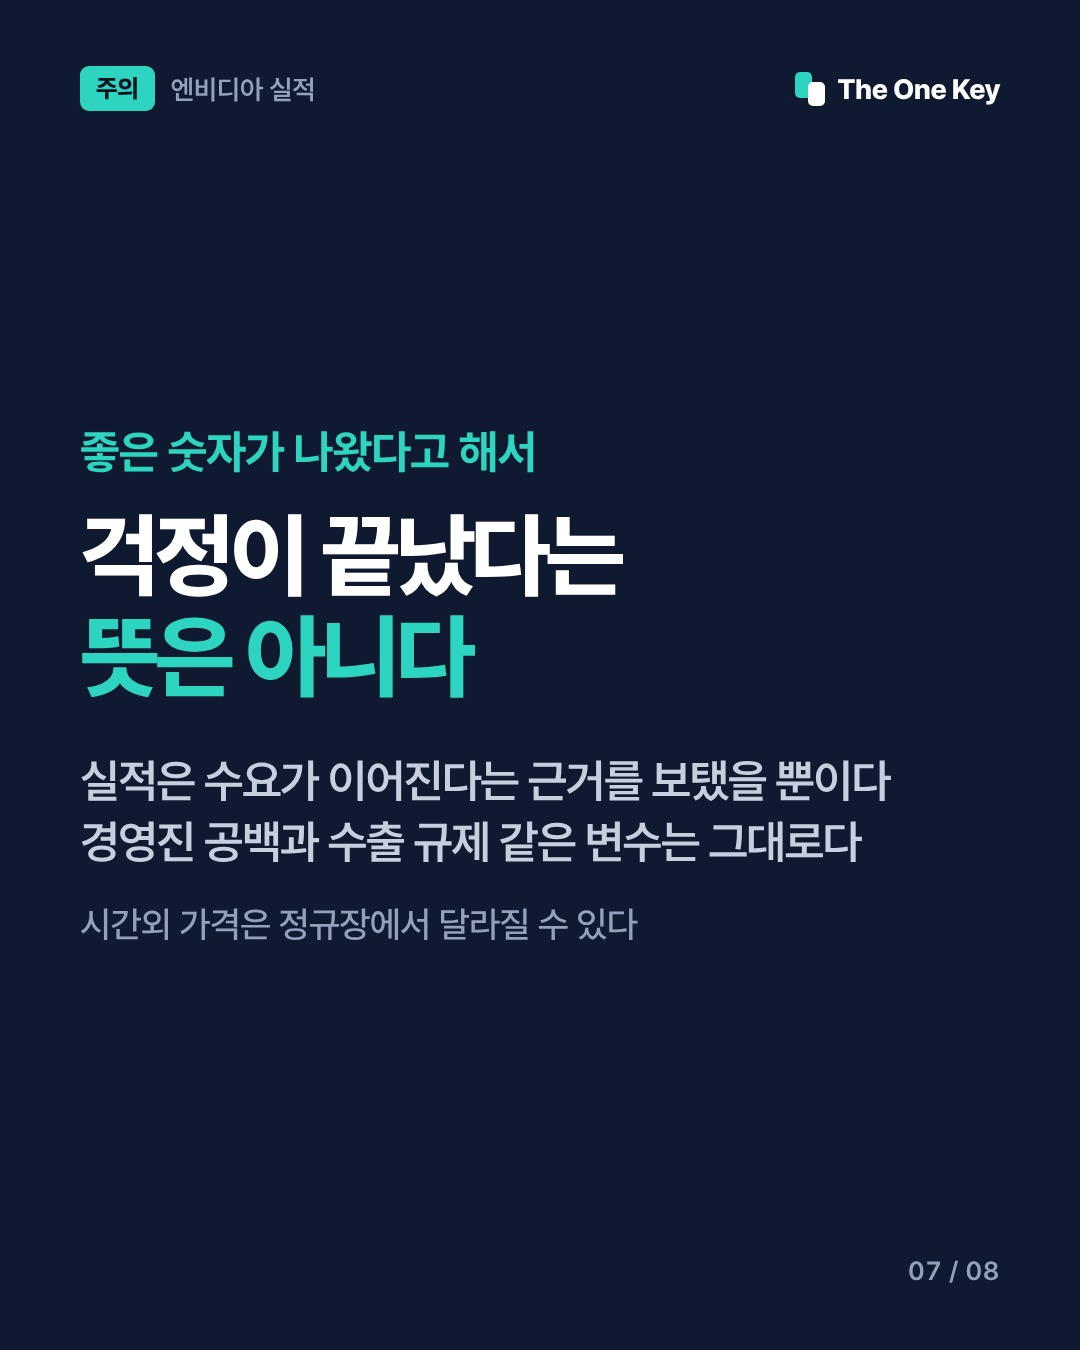 주의 엔비디아 실적
The One Key
좋은 숫자가 나왔다고 해서
걱정이 끝났다는
뜻은 아니다
실적은 수요가 이어진다는 근거를 보탰을 뿐이다
경영진 공백과 수출 규제 같은 변수는 그대로다
시간외 가격은 정규장에서 달라질 수 있다
07 / 08